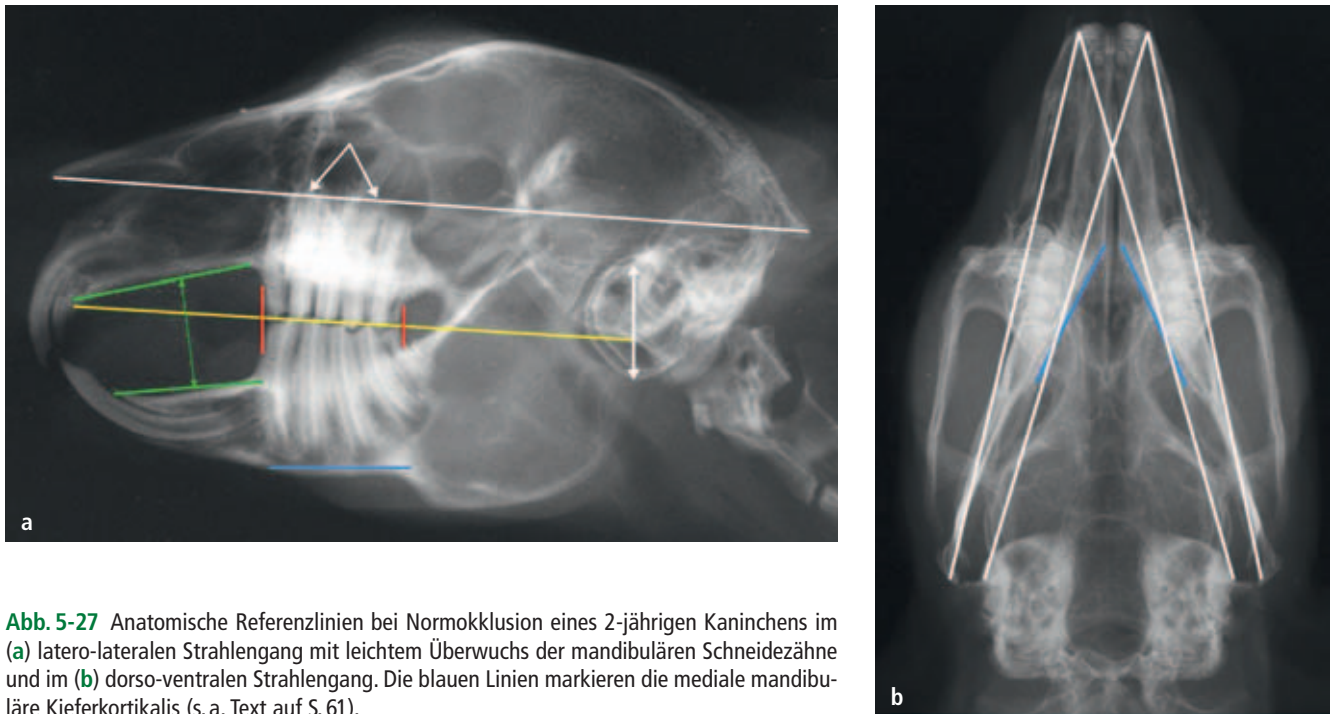 a
b
Abb. 5-27 Anatomische Referenzlinien bei Normokklusion eines 2-jährigen Kaninchens im
(a) latero-lateralen Strahlengang mit leichtem Überwuchs der mandibulären Schneidezähne
und im (b) dorso-ventralen Strahlengang. Die blauen Linien markieren die mediale mandibu-
läre Kieferkortikalis (s. a. Text auf S. 61).